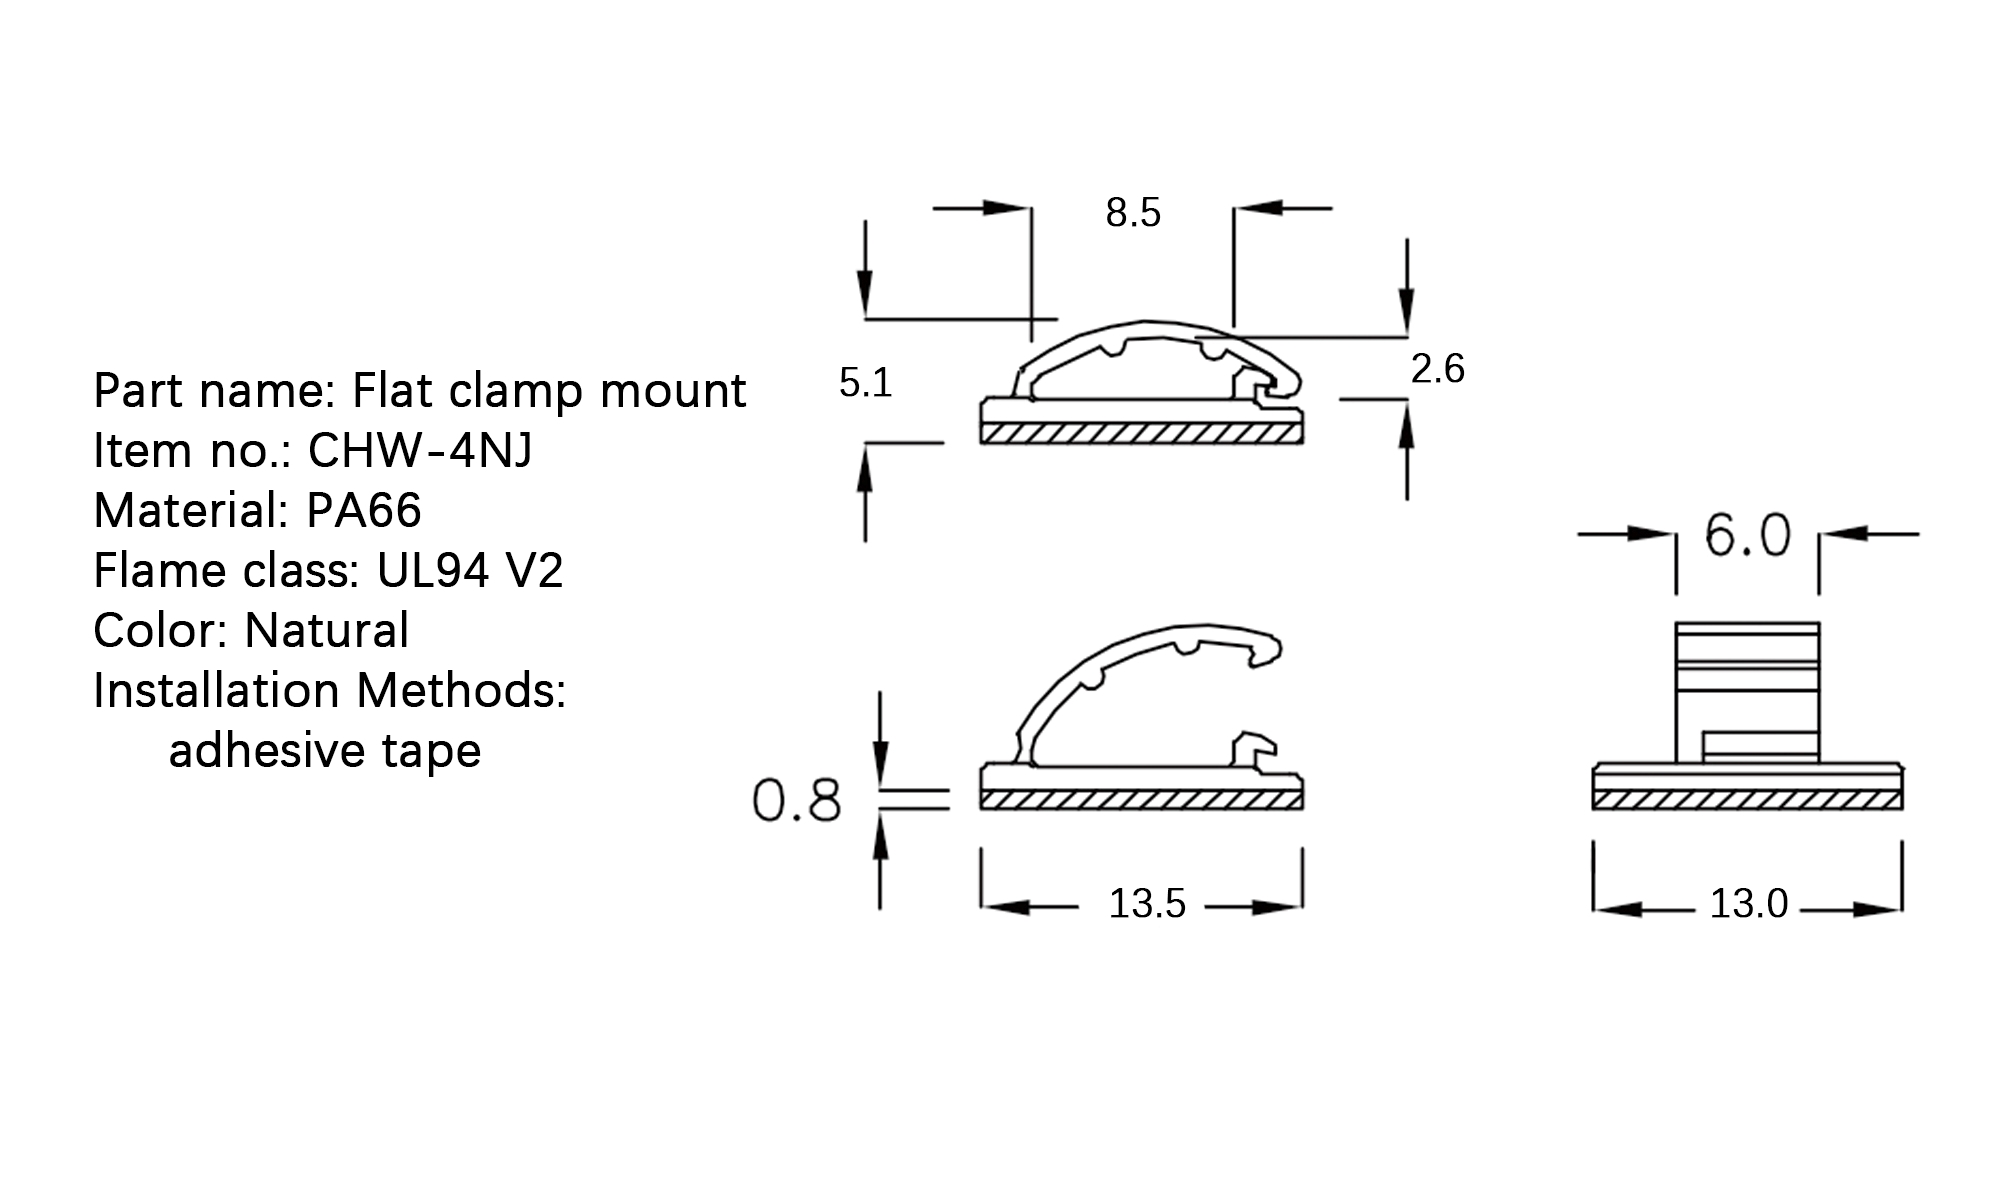 Part name: Flat clamp mount
Item no.: CHW-4NJ
Material: PA66
Flame class: UL94 V2
Color: Natural
Installation Methods:
adhesive tape
8.5
5.1
2.6
6.0
0.8
13.5
13.0